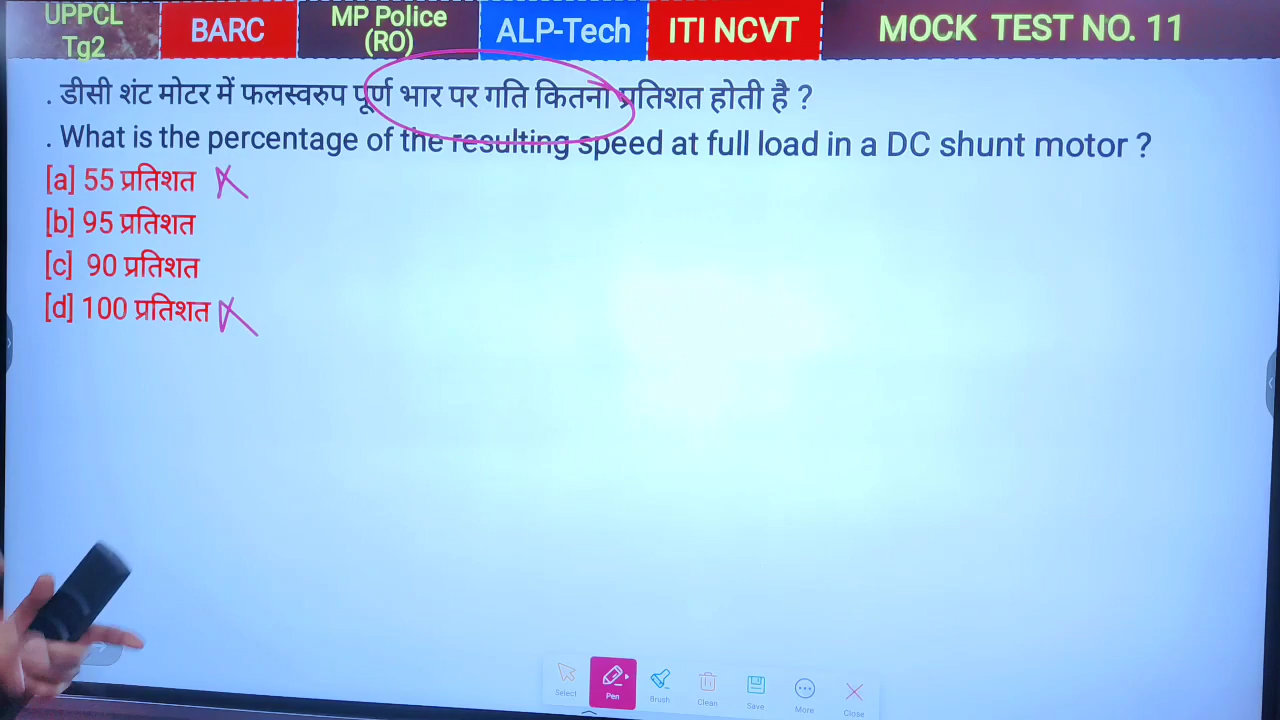 UPPCL
Tg2
BARC
MP Police
(RO)
ALP-Tech
ITI NCVT
MOCK TEST NO. 11
. डीसी शंट मोटर में फलस्वरुप पूर्ण भार पर गति कितना प्रतिशत होती है ?
. What is the percentage of the resulting speed at full load in a DC shunt motor ?
[a] 55 प्रतिशत
[b] 95 प्रतिशत
[c] 90 प्रतिशत
[d] 100 प्रतिशत
Select
Pen
Brush
Clean
Save
More
Close